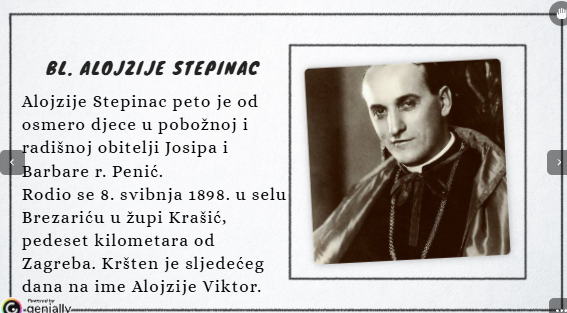 BL. ALOJZIJE STEPINAC
Alojzije Stepinac peto je od
osmero djece u pobožnoj i
radišnoj obitelji Josipa i
Barbare r. Penić.
Rodio se 8. svibnja 1898. u selu
Brezariću u župi Krašić,
pedeset kilometara od
Zagreba. Kršten je sljedećeg
dana na ime Alojzije Viktor.
Powered by
genially